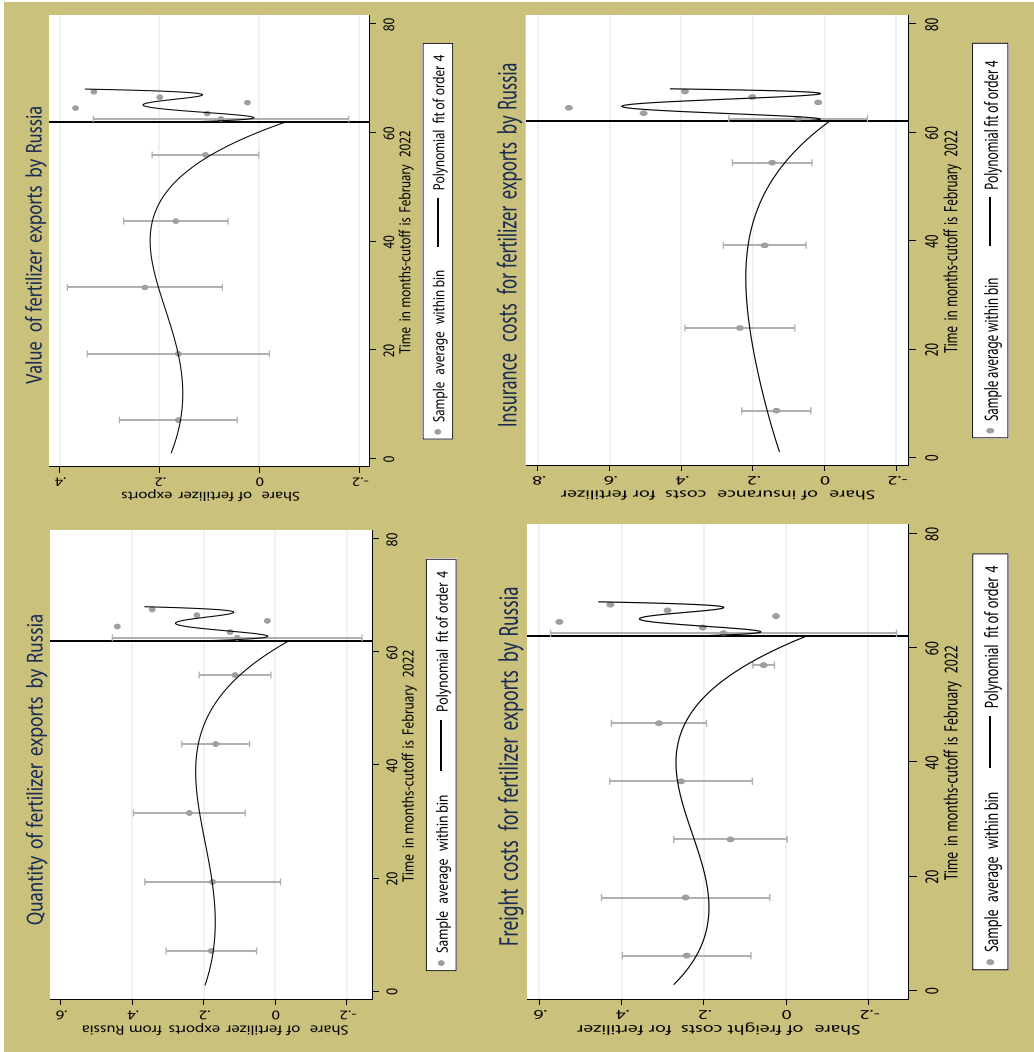 Quantity of fertilizer exports by Russia
Share of fertilizer exports from Russia
.6
.4
.2
0
-.2
0 20 40 60 80
Time in months-cutoff is February 2022
Sample average within bin
Polynomial fit of order 4
Value of fertilizer exports by Russia
Share of fertilizer exports
.4
.2
0
-.2
0 20 40 60 80
Time in months-cutoff is February 2022
Sample average within bin
Polynomial fit of order 4
Freight costs for fertilizer exports by Russia
Share of freight costs for fertilizer
.6
.4
.2
0
-.2
0 20 40 60 80
Time in months-cutoff is February 2022
Sample average within bin
Polynomial fit of order 4
Insurance costs for fertilizer exports by Russia
Share of insurance costs for fertilizer
.8
.6
.4
.2
0
-.2
0 20 40 60 80
Time in months-cutoff is February 2022
Sample average within bin
Polynomial fit of order 4